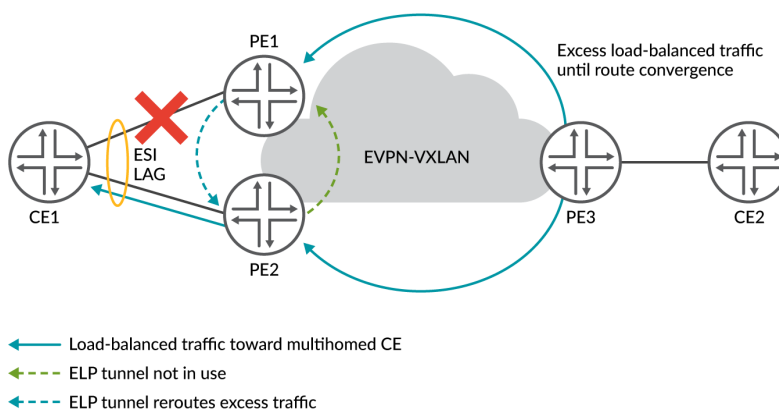 PE1
Excess load-balanced traffic
until route convergence
ESI
LAG
EVPN-VXLAN
CE1
PE2
PE3
CE2
Load-balanced traffic toward multihomed CE
ELP tunnel not in use
ELP tunnel reroutes excess traffic